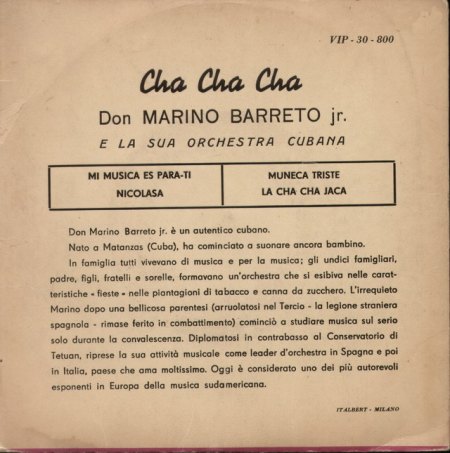 VIP - 30 - 800
Cha Cha Cha
Don MARINO BARRETO jr.
E LA SUA ORCHESTRA CUBANA
MI MUSICA ES PARA-TI
NICOLASA
MUNECA TRISTE
LA CHA CHA JACA
Don Marino Barreto jr. è un autentico cubano.
Nato a Matanzas (Cuba), ha cominciato a suonare ancora bambino.
In famiglia tutti vivevano di musica e per la musica; gli undici famigliari,
padre, figli, fratelli e sorelle, formavano un'orchestra che si esibiva nelle carat-
teristiche « fieste » nelle piantagioni di tabacco e canna da zucchero. L'irrequieto
Marino dopo una bellicosa parentesi (arruolatosi nel Tercio - la legione straniera
spagnola - rimase ferito in combattimento) cominciò a studiare musica sul serio
solo durante la convalescenza. Diplomatosi in contrabasso al Conservatorio di
Tetuan, riprese la sua attività musicale come leader d'orchestra in Spagna e poi
in Italia, paese che ama moltissimo. Oggi è considerato uno dei più autorevoli
esponenti in Europa della musica sudamericana.
ITALBERT - MILANO